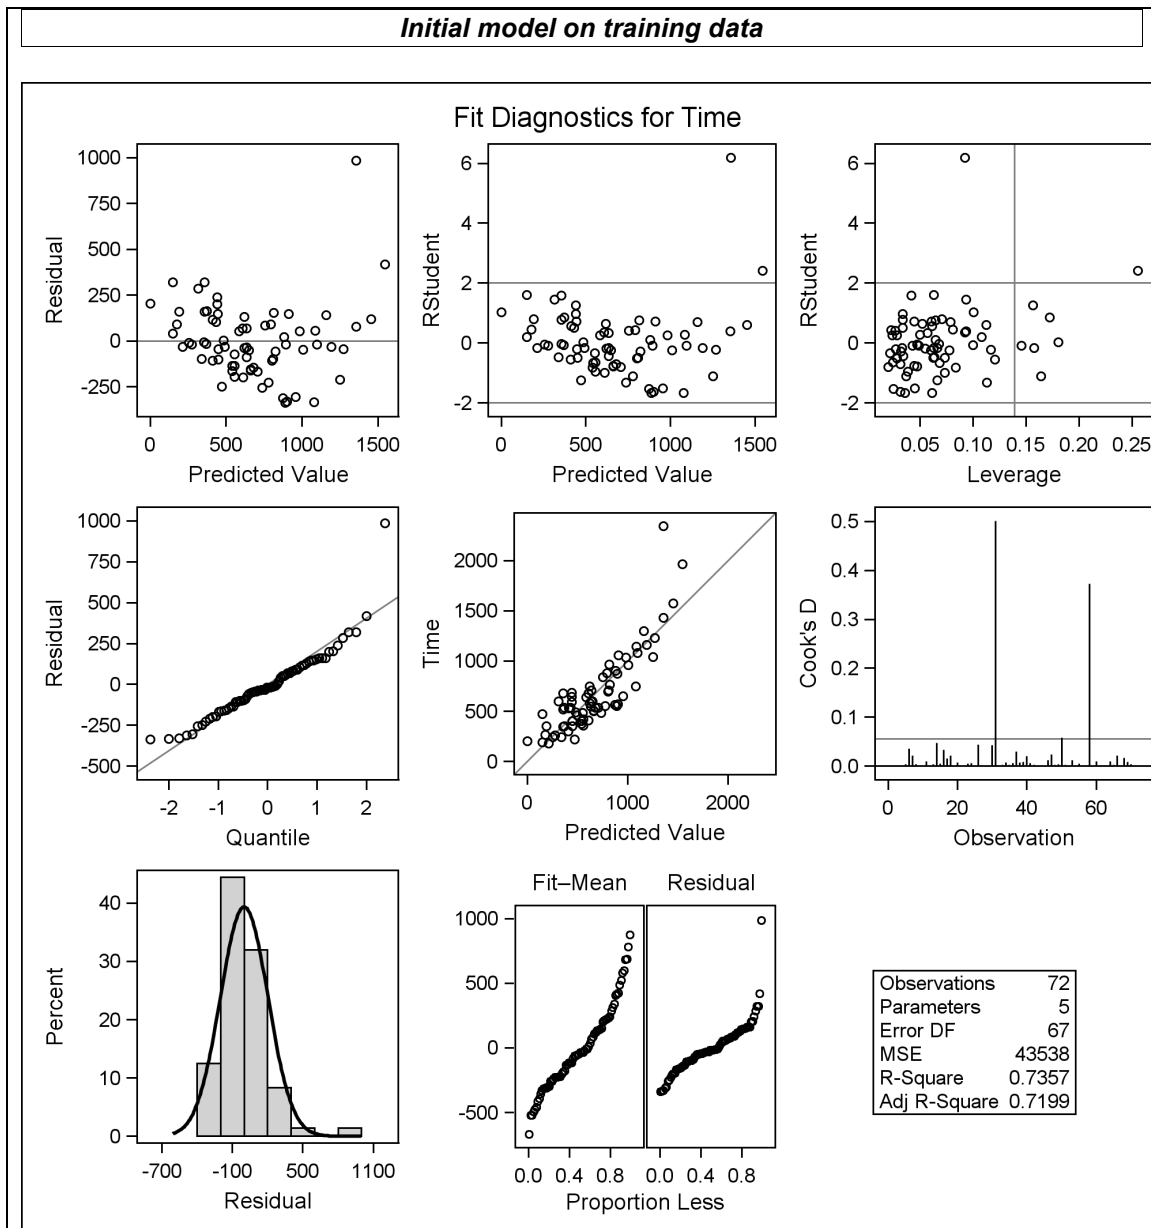 Initial model on training data
Fit Diagnostics for Time
1000
750
500
250
0
-250
Residual
0 500 1000 1500
Predicted Value
6
4
2
0
-2
RStudent
0 500 1000 1500
Predicted Value
6
4
2
0
-2
RStudent
0.05 0.10 0.15 0.20 0.25
Leverage
1000
750
500
250
0
-250
-500
Residual
-2 -1 0 1 2
Quantile
2000
1500
1000
500
0
Time
0 1000 2000
Predicted Value
0.5
0.4
0.3
0.2
0.1
0.0
Cook's D
0 20 40 60
Observation
40
30
20
10
0
Percent
-700 -100 500 1100
Residual
Fit–Mean Residual
1000
500
0
-500
0.0 0.4 0.8 0.0 0.4 0.8
Proportion Less
Observations 72
Parameters 5
Error DF 67
MSE 43538
R-Square 0.7357
Adj R-Square 0.7199